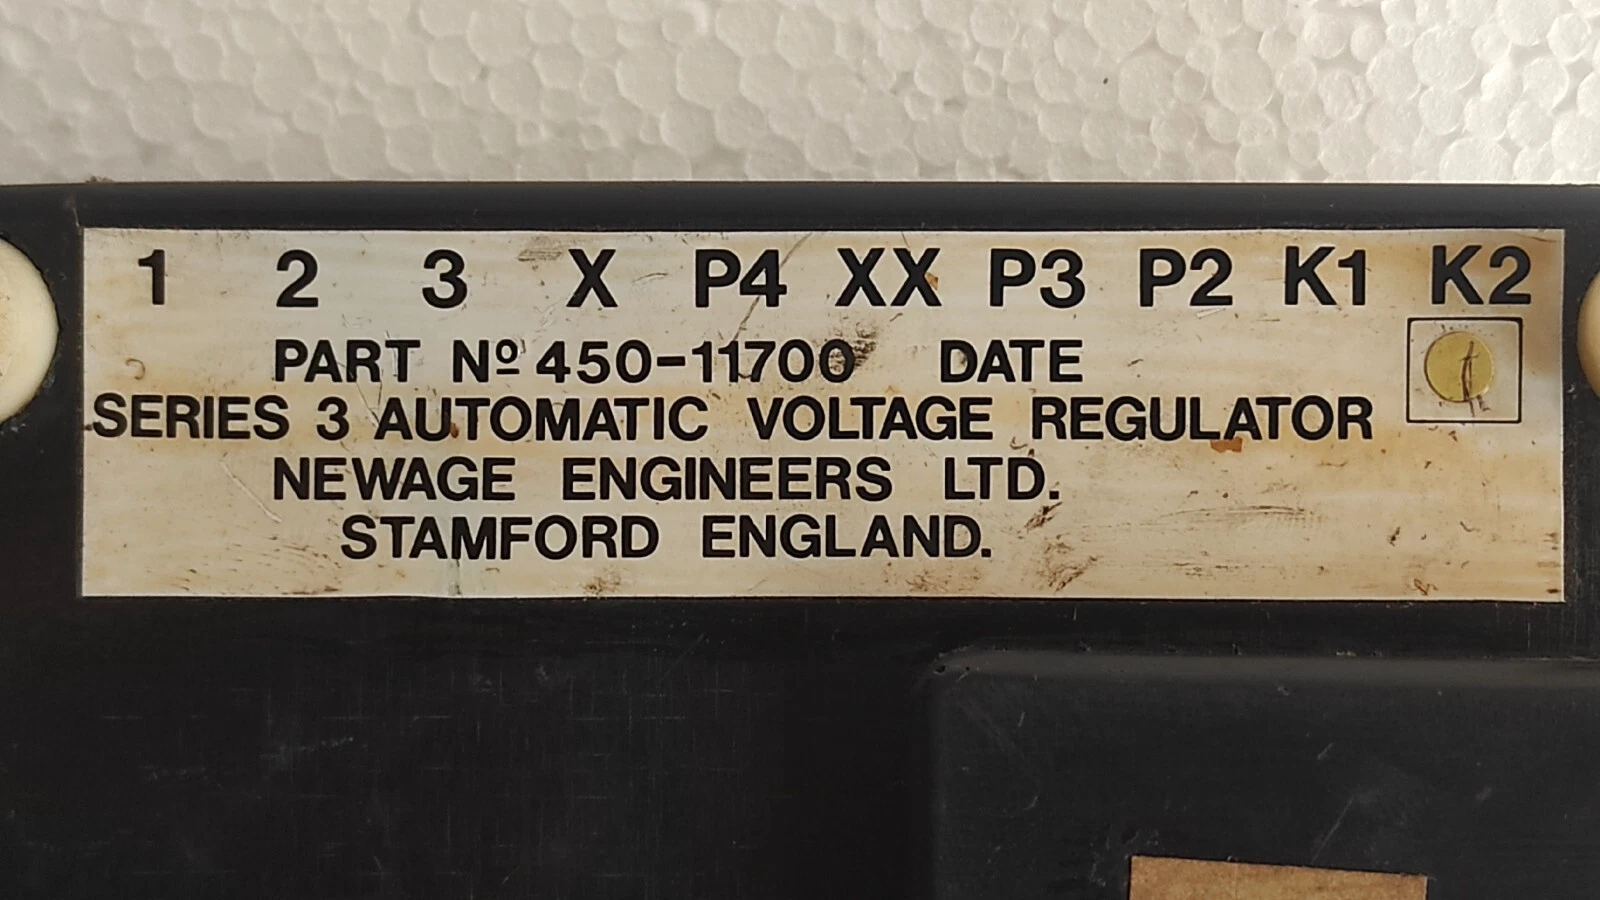 1 2 3 X P4 XX P3 P2 K1 K2
PART Nº 450-11700 DATE
SERIES 3 AUTOMATIC VOLTAGE REGULATOR
NEWAGE ENGINEERS LTD.
STAMFORD ENGLAND.